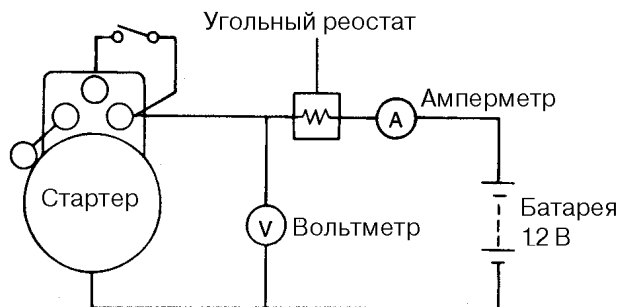 Угольный реостат
Амперметр
A
Стартер
V
Вольтметр
Батарея
12 В